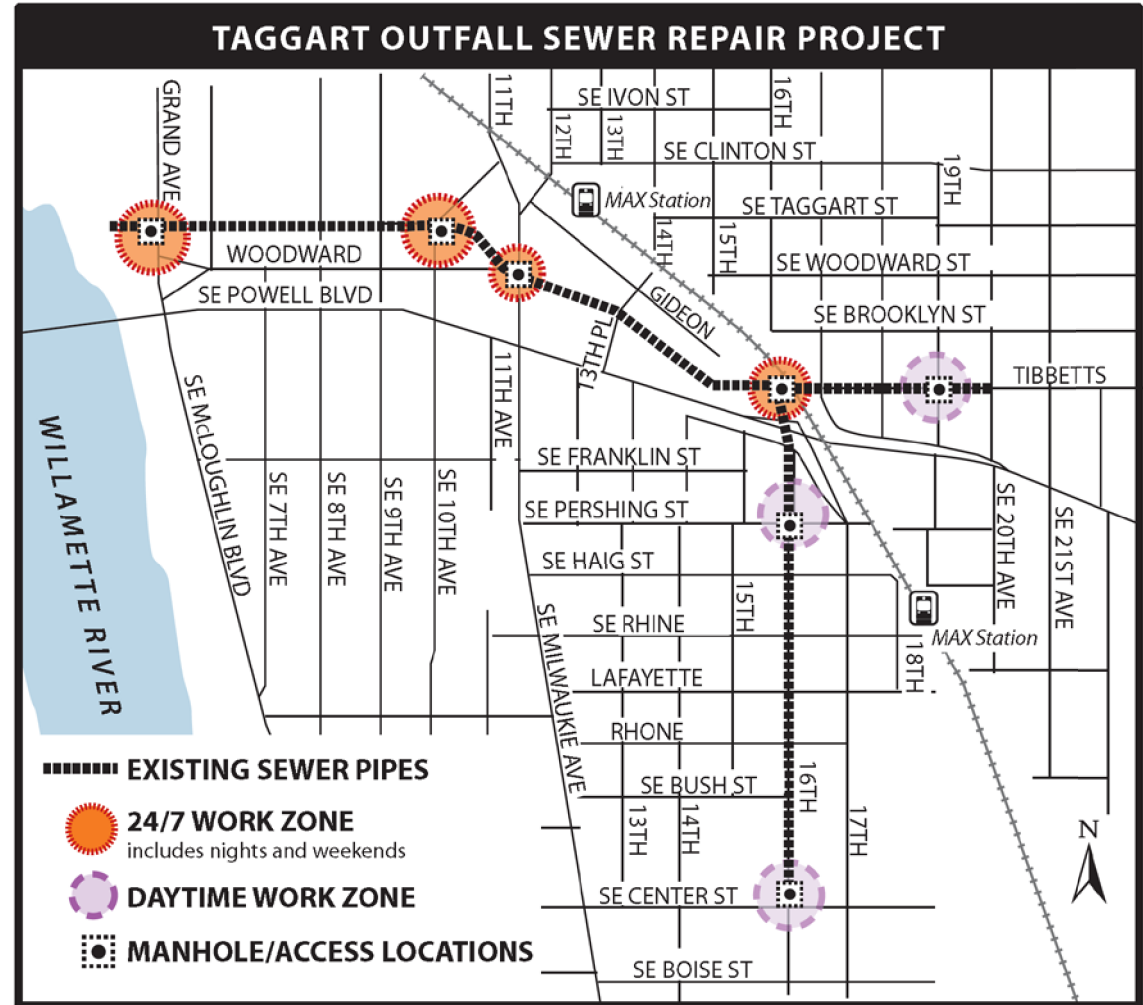 TAGGART OUTFALL SEWER REPAIR PROJECT
GRAND AVE
11TH
12TH
13TH
SE IVON ST
16TH
SE CLINTON ST
19TH
MAX Station
14TH
15TH
SE TAGGART ST
WOODWARD
SE WOODWARD ST
SE POWELL BLVD
GIDEON
SE BROOKLYN ST
13TH PL
TIBBETTS
11TH AVE
SE McLOUGHLIN BLVD
WILLAMETTE RIVER
SE 7TH AVE
SE 8TH AVE
SE 9TH AVE
SE 10TH AVE
SE FRANKLIN ST
SE PERSHING ST
SE 20TH AVE
SE 21ST AVE
SE HAIG ST
15TH
SE RHINE
MAX Station
18TH
LAFAYETTE
SE MILWAUKIE AVE
RHONE
16TH
SE BUSH ST
13TH
14TH
17TH
SE CENTER ST
SE BOISE ST
N
EXISTING SEWER PIPES
24/7 WORK ZONE
includes nights and weekends
DAYTIME WORK ZONE
MANHOLE/ACCESS LOCATIONS